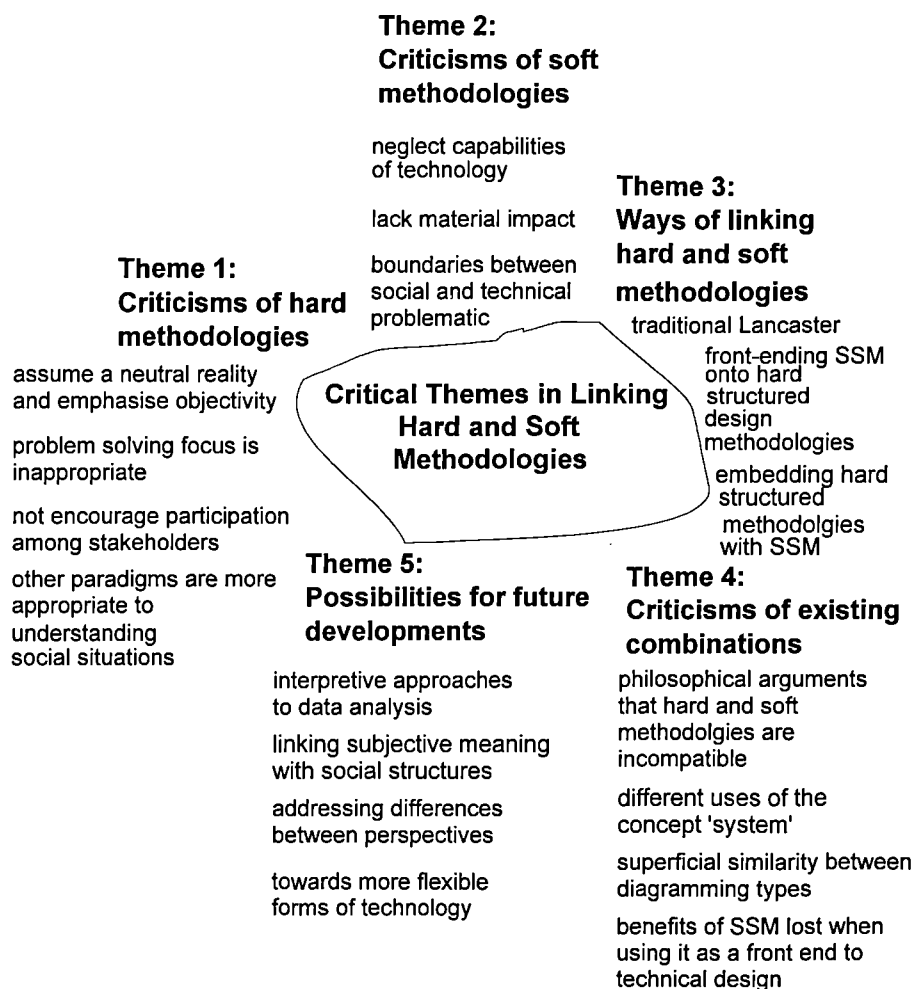 Theme 2:
Criticisms of soft
methodologies
neglect capabilities
of technology
lack material impact
boundaries between
social and technical
problematic
Theme 3:
Ways of linking
hard and soft
methodologies
traditional Lancaster
front-ending SSM
onto hard
structured
design
methodologies
embedding hard
structured
methodolgies
with SSM
Theme 1:
Criticisms of hard
methodologies
assume a neutral reality
and emphasise objectivity
problem solving focus is
inappropriate
not encourage participation
among stakeholders
other paradigms are more
appropriate to
understanding
social situations
Critical Themes in Linking
Hard and Soft
Methodologies
Theme 5:
Possibilities for future
developments
interpretive approaches
to data analysis
linking subjective meaning
with social structures
addressing differences
between perspectives
towards more flexible
forms of technology
Theme 4:
Criticisms of existing
combinations
philosophical arguments
that hard and soft
methodolgies are
incompatible
different uses of the
concept 'system'
superficial similarity between
diagramming types
benefits of SSM lost when
using it as a front end to
technical design